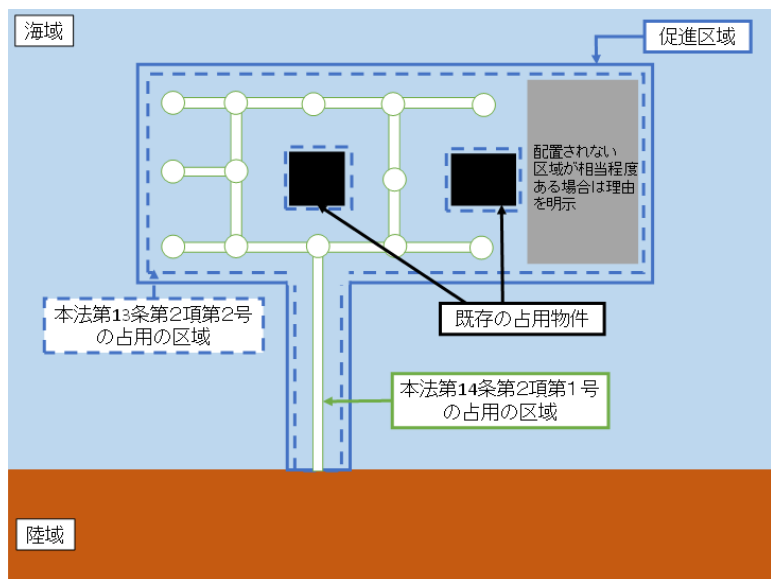 海域
促進区域
配置されない
区域が相当程度
ある場合は理由
を明示
本法第13条第２項第２号
の占用の区域
既存の占用物件
本法第14条第２項第１号
の占用の区域
陸域